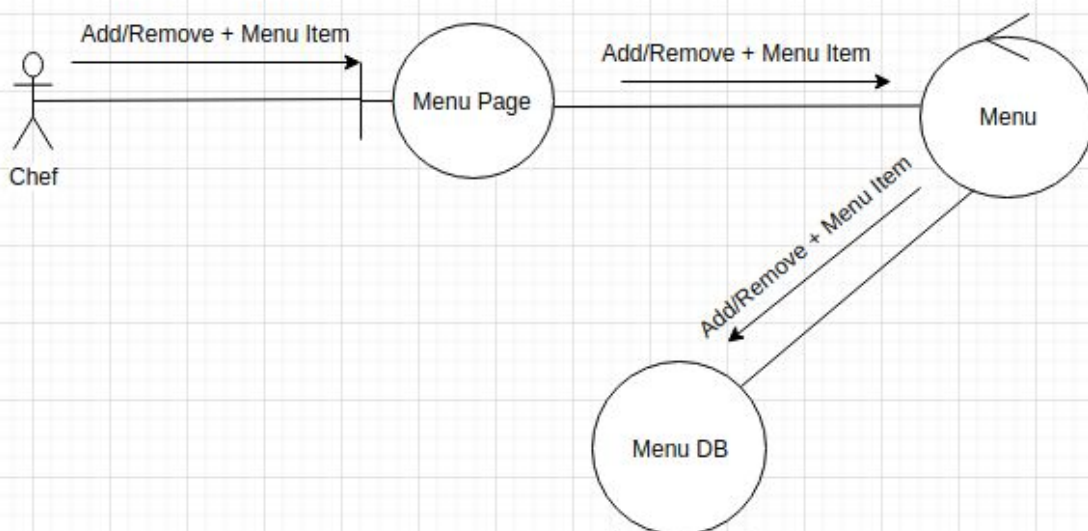 Add/Remove + Menu Item
Add/Remove + Menu Item
Menu Page
Menu
Chef
Add/Remove + Menu Item
Menu DB